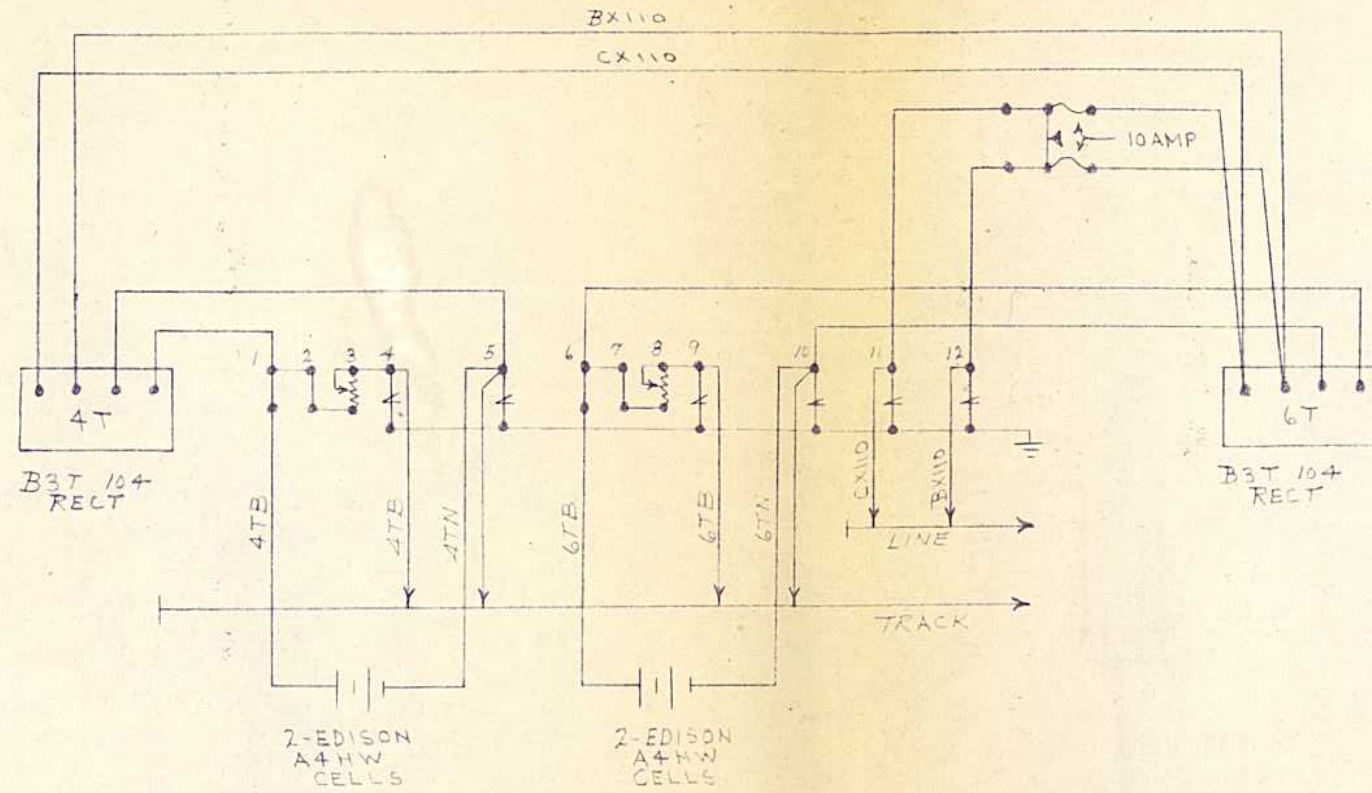 BX110
CX110
10 AMP
1 2 3 4 5 6 7 8 9 10 11 12
4T
6T
B3T 104
RECT
B3T 104
RECT
4TB
4TB
4TN
6TB
6TB
6TN
CX110
BX110
LINE
TRACK
2-EDISON
A4HW
CELLS
2-EDISON
A4HW
CELLS